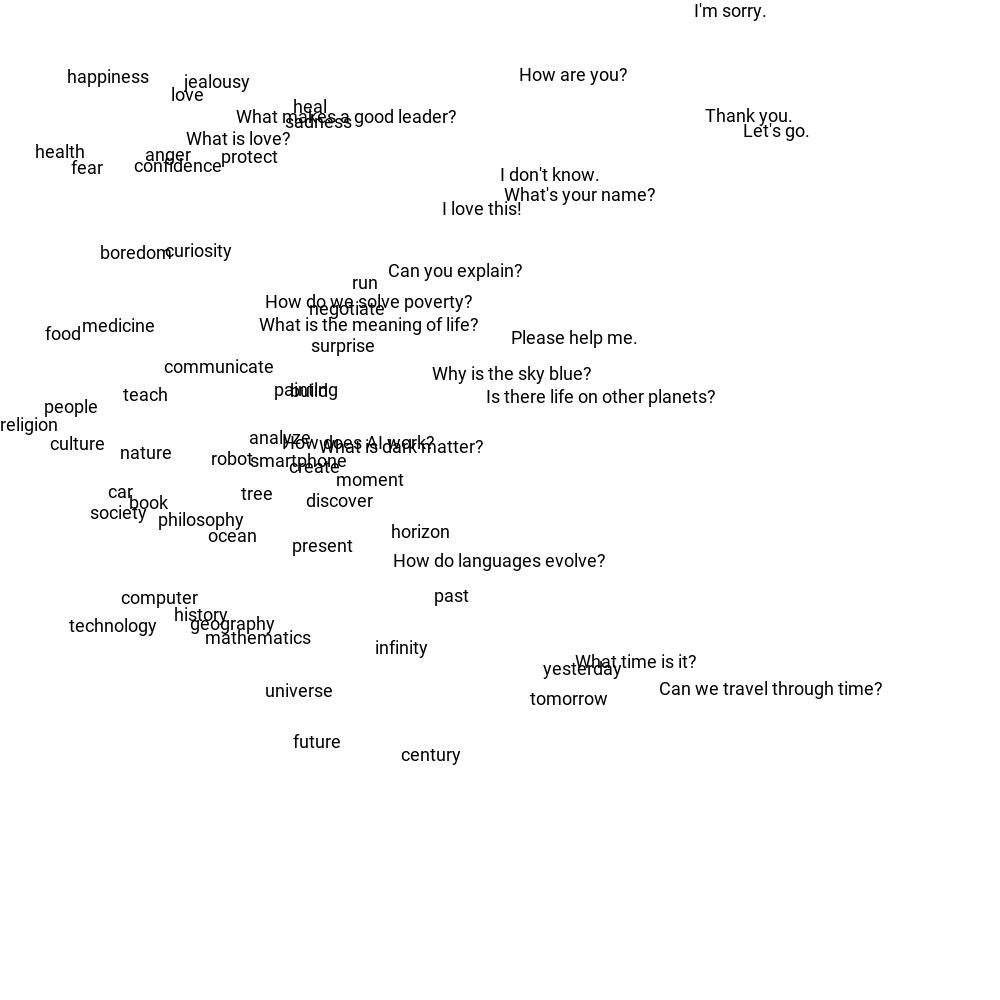 I'm sorry.
How are you?
happiness
jealousy
love
heal
What makes a good leader?
Thank you.
sadness
Let's go.
What is love?
health
anger
protect
confidence
fear
I don't know.
What's your name?
I love this!
boredom
curiosity
Can you explain?
run
How do we solve poverty?
negotiate
What is the meaning of life?
medicine
food
Please help me.
surprise
communicate
Why is the sky blue?
painting
build
teach
Is there life on other planets?
people
religion
analyze
How does AI work?
culture
What is dark matter?
nature
robot
smartphone
create
moment
car
tree
discover
book
society
philosophy
horizon
ocean
present
How do languages evolve?
past
computer
history
geography
technology
mathematics
infinity
What time is it?
yesterday
Can we travel through time?
universe
tomorrow
future
century